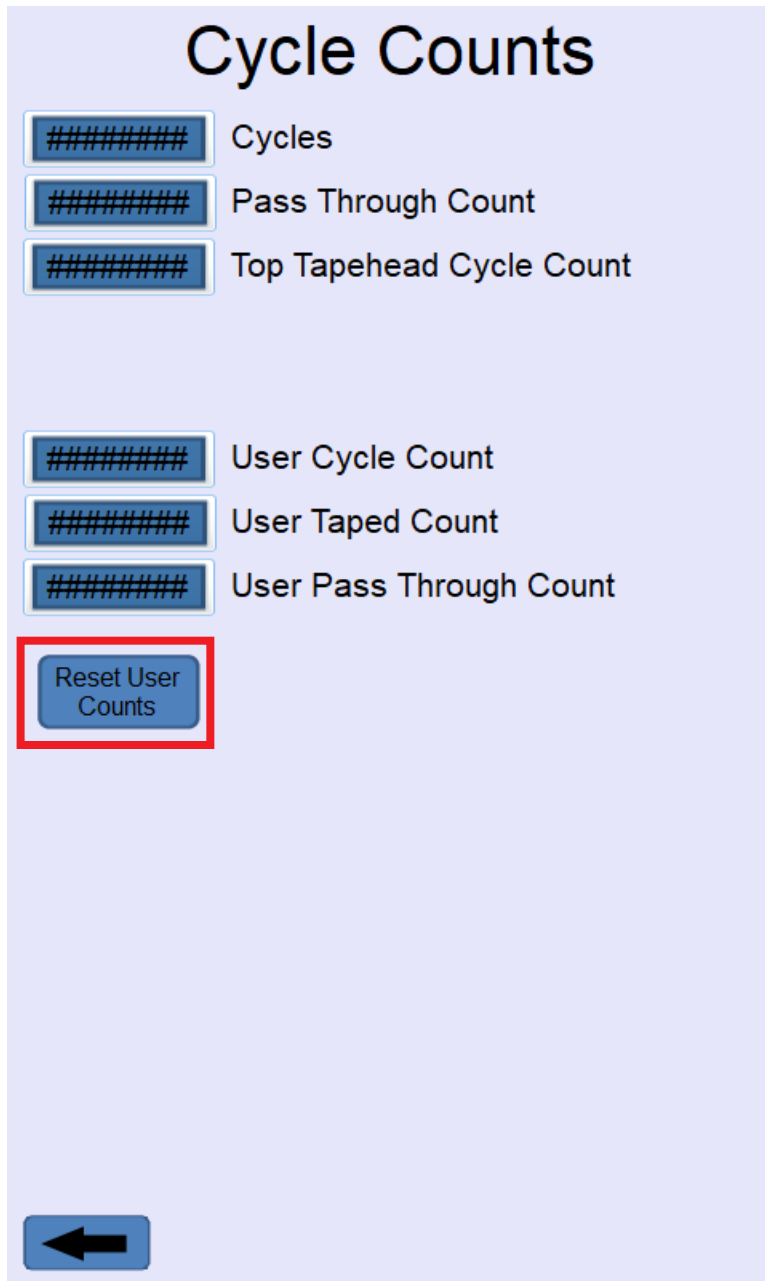 Cycle Counts
######## Cycles
######## Pass Through Count
######## Top Tapehead Cycle Count
######## User Cycle Count
######## User Taped Count
######## User Pass Through Count
Reset User
Counts